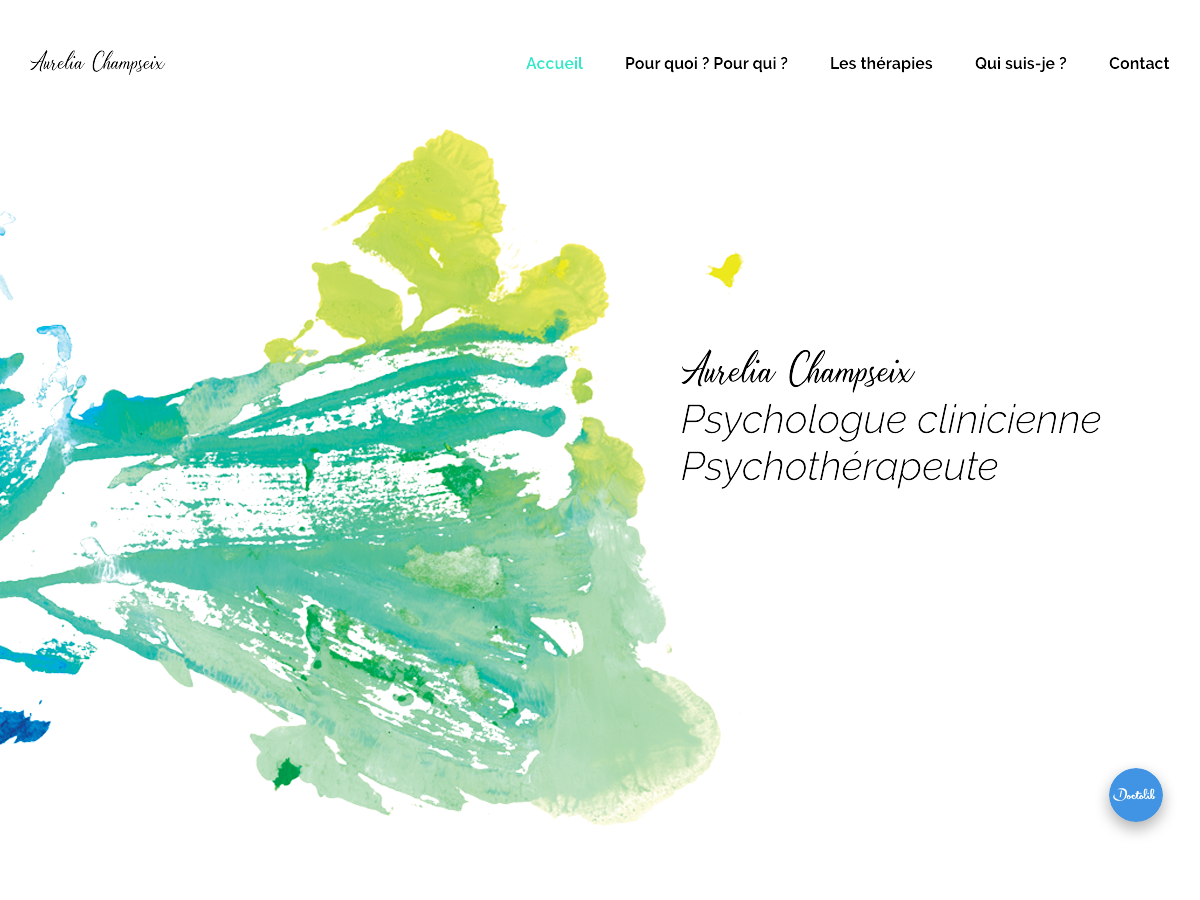 Aurelia Champseix
Accueil
Pour quoi ? Pour qui ?
Les thérapies
Qui suis-je ?
Contact
Aurelia Champseix
Psychologue clinicienne
Psychothérapeute
Doctolib